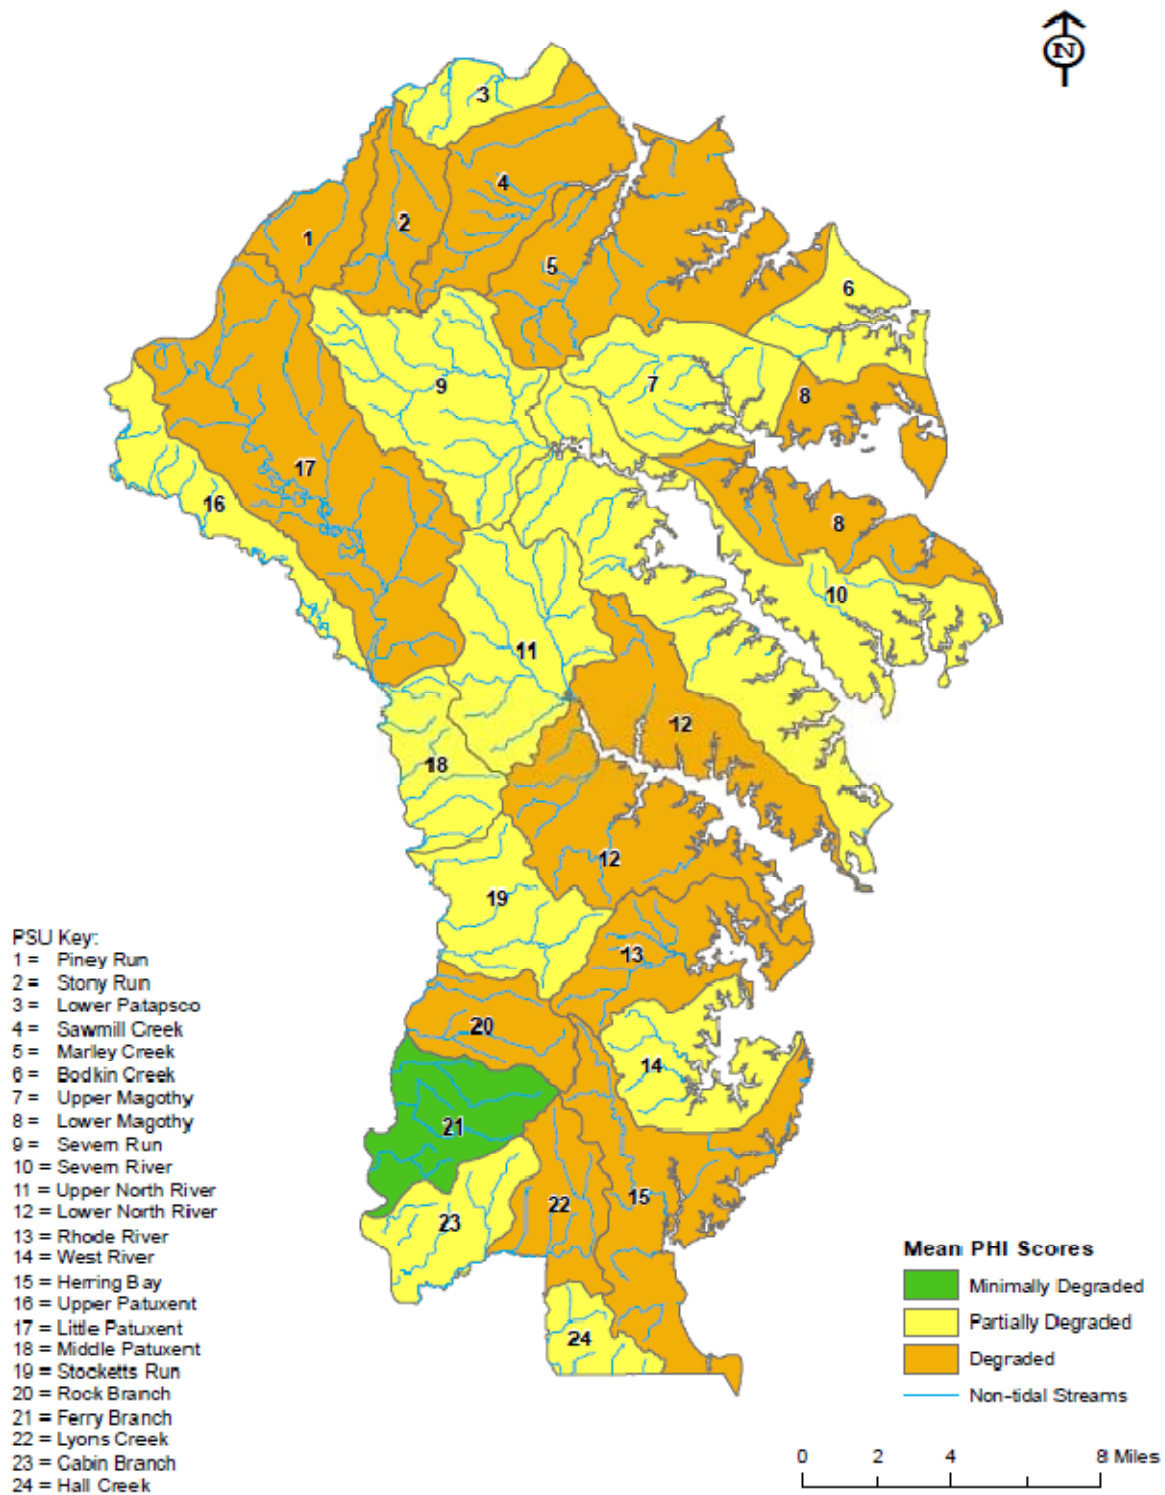 N
3
4
2
1
5
6
7
8
9
17
16
8
10
11
12
18
12
19
13
20
14
21
15
22
23
24
PSU Key:
1 = Piney Run
2 = Stony Run
3 = Lower Patapsco
4 = Sawmill Creek
5 = Marley Creek
6 = Bodkin Creek
7 = Upper Magothy
8 = Lower Magothy
9 = Severn Run
10 = Severn River
11 = Upper North River
12 = Lower North River
13 = Rhode River
14 = West River
15 = Herring Bay
16 = Upper Patuxent
17 = Little Patuxent
18 = Middle Patuxent
19 = Stocketts Run
20 = Rock Branch
21 = Ferry Branch
22 = Lyons Creek
23 = Cabin Branch
24 = Hall Creek
Mean PHI Scores
Minimally Degraded
Partially Degraded
Degraded
Non-tidal Streams
0 2 4 8 Miles